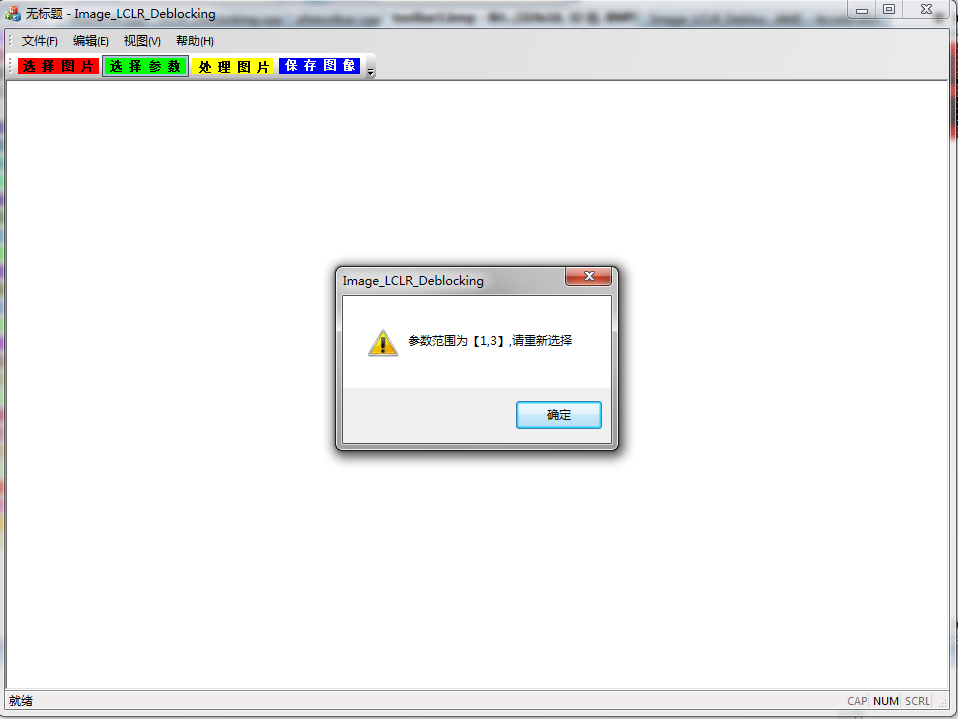 无标题 - Image_LCLR_Deblocking
文件(F) 编辑(E) 视图(V) 帮助(H)
选择图片 选择参数 处理图片 保存图像
Image_LCLR_Deblocking
参数范围为【1,3】,请重新选择
确定
就绪
CAP NUM SCRL